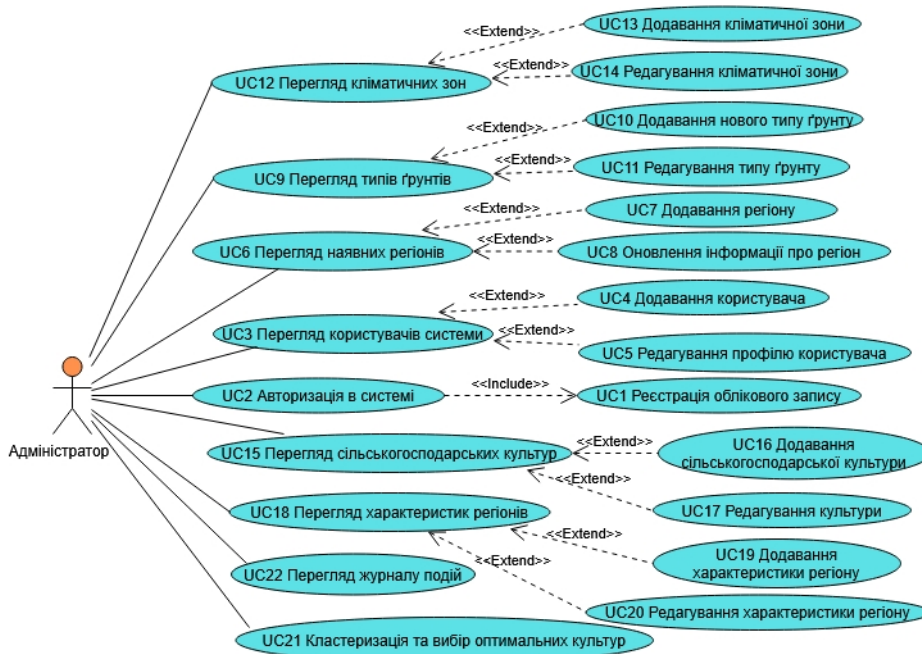 <<Extend>>
UC13 Додавання кліматичної зони
UC12 Перегляд кліматичних зон
<<Extend>>
UC14 Редагування кліматичної зони
<<Extend>>
UC10 Додавання нового типу ґрунту
UC9 Перегляд типів ґрунтів
<<Extend>>
UC11 Редагування типу ґрунту
<<Extend>>
UC7 Додавання регіону
UC6 Перегляд наявних регіонів
<<Extend>>
UC8 Оновлення інформації про регіон
<<Extend>>
UC4 Додавання користувача
UC3 Перегляд користувачів системи
<<Extend>>
UC5 Редагування профілю користувача
UC2 Авторизація в системі
<<Include>>
UC1 Реєстрація облікового запису
Адміністратор
UC15 Перегляд сільськогосподарських культур
<<Extend>>
UC16 Додавання
сільськогосподарської культури
<<Extend>>
UC17 Редагування культури
UC18 Перегляд характеристик регіонів
<<Extend>>
UC19 Додавання
характеристики регіону
<<Extend>>
UC22 Перегляд журналу подій
UC20 Редагування характеристики регіону
UC21 Кластеризація та вибір оптимальних культур